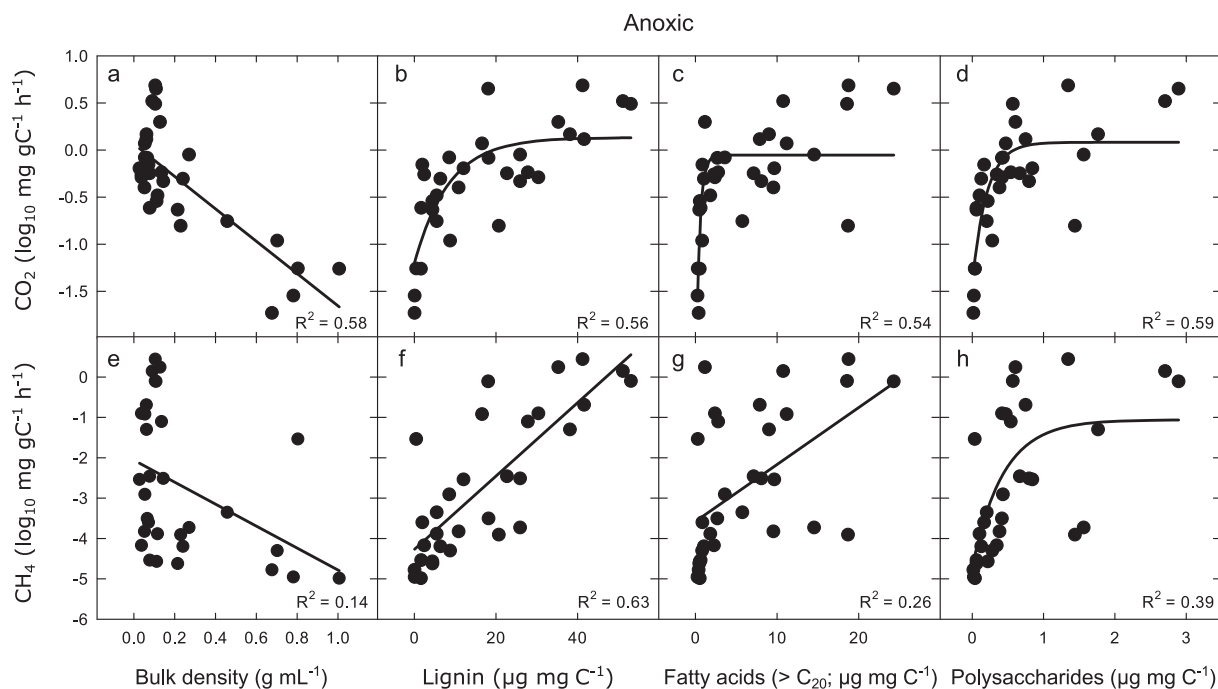 Anoxic
a b c d
CO₂ (log₁₀ mg gC⁻¹ h⁻¹)
1.0
0.5
0.0
-0.5
-1.0
-1.5
R² = 0.58 R² = 0.56 R² = 0.54 R² = 0.59
e f g h
CH₄ (log₁₀ mg gC⁻¹ h⁻¹)
0
-1
-2
-3
-4
-5
-6
R² = 0.14 R² = 0.63 R² = 0.26 R² = 0.39
0.0 0.2 0.4 0.6 0.8 1.0 0 20 40 0 10 20 0 1 2 3
Bulk density (g mL⁻¹) Lignin (µg mg C⁻¹) Fatty acids (> C₂₀; µg mg C⁻¹) Polysaccharides (µg mg C⁻¹)